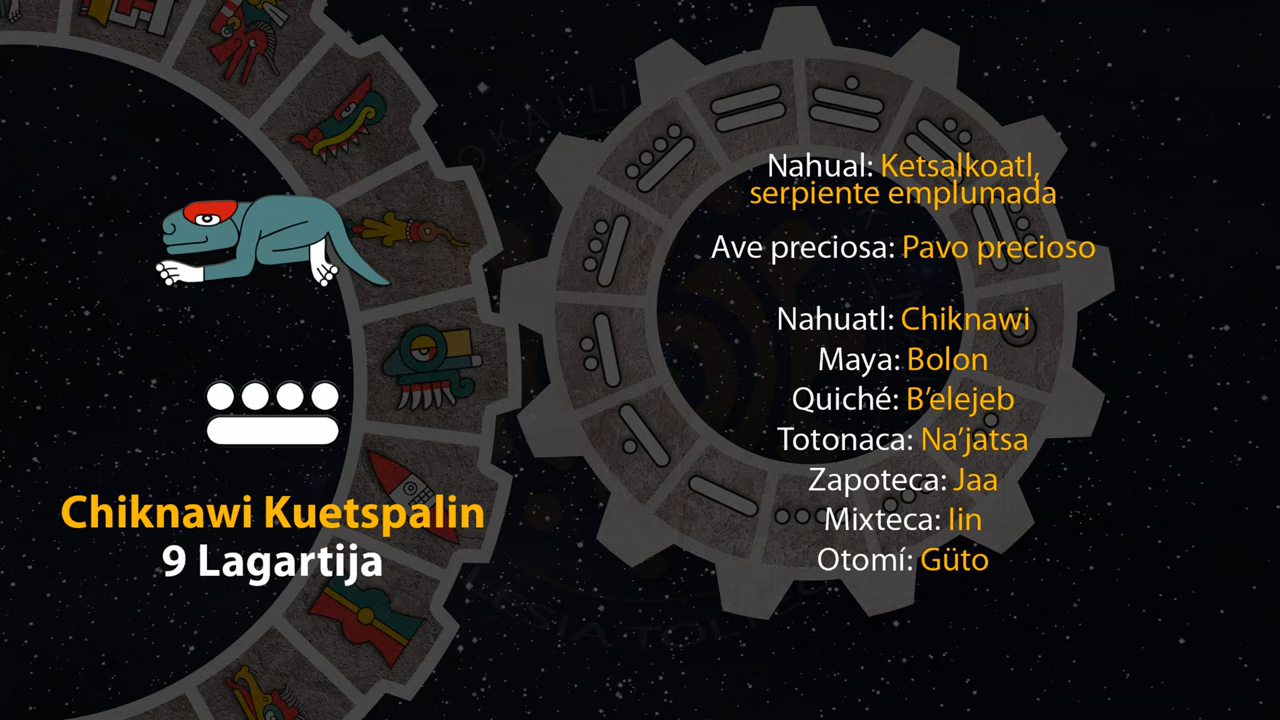 Nahual: Ketsalkoatl,
serpiente emplumada
Ave preciosa: Pavo precioso
Nahuatl: Chiknawi
Maya: Bolon
Quiché: B’elejeb
Totonaca: Na’jatsa
Zapoteca: Jaa
Mixteca: Iin
Otomí: Güto
Chiknawi Kuetspalin
9 Lagartija